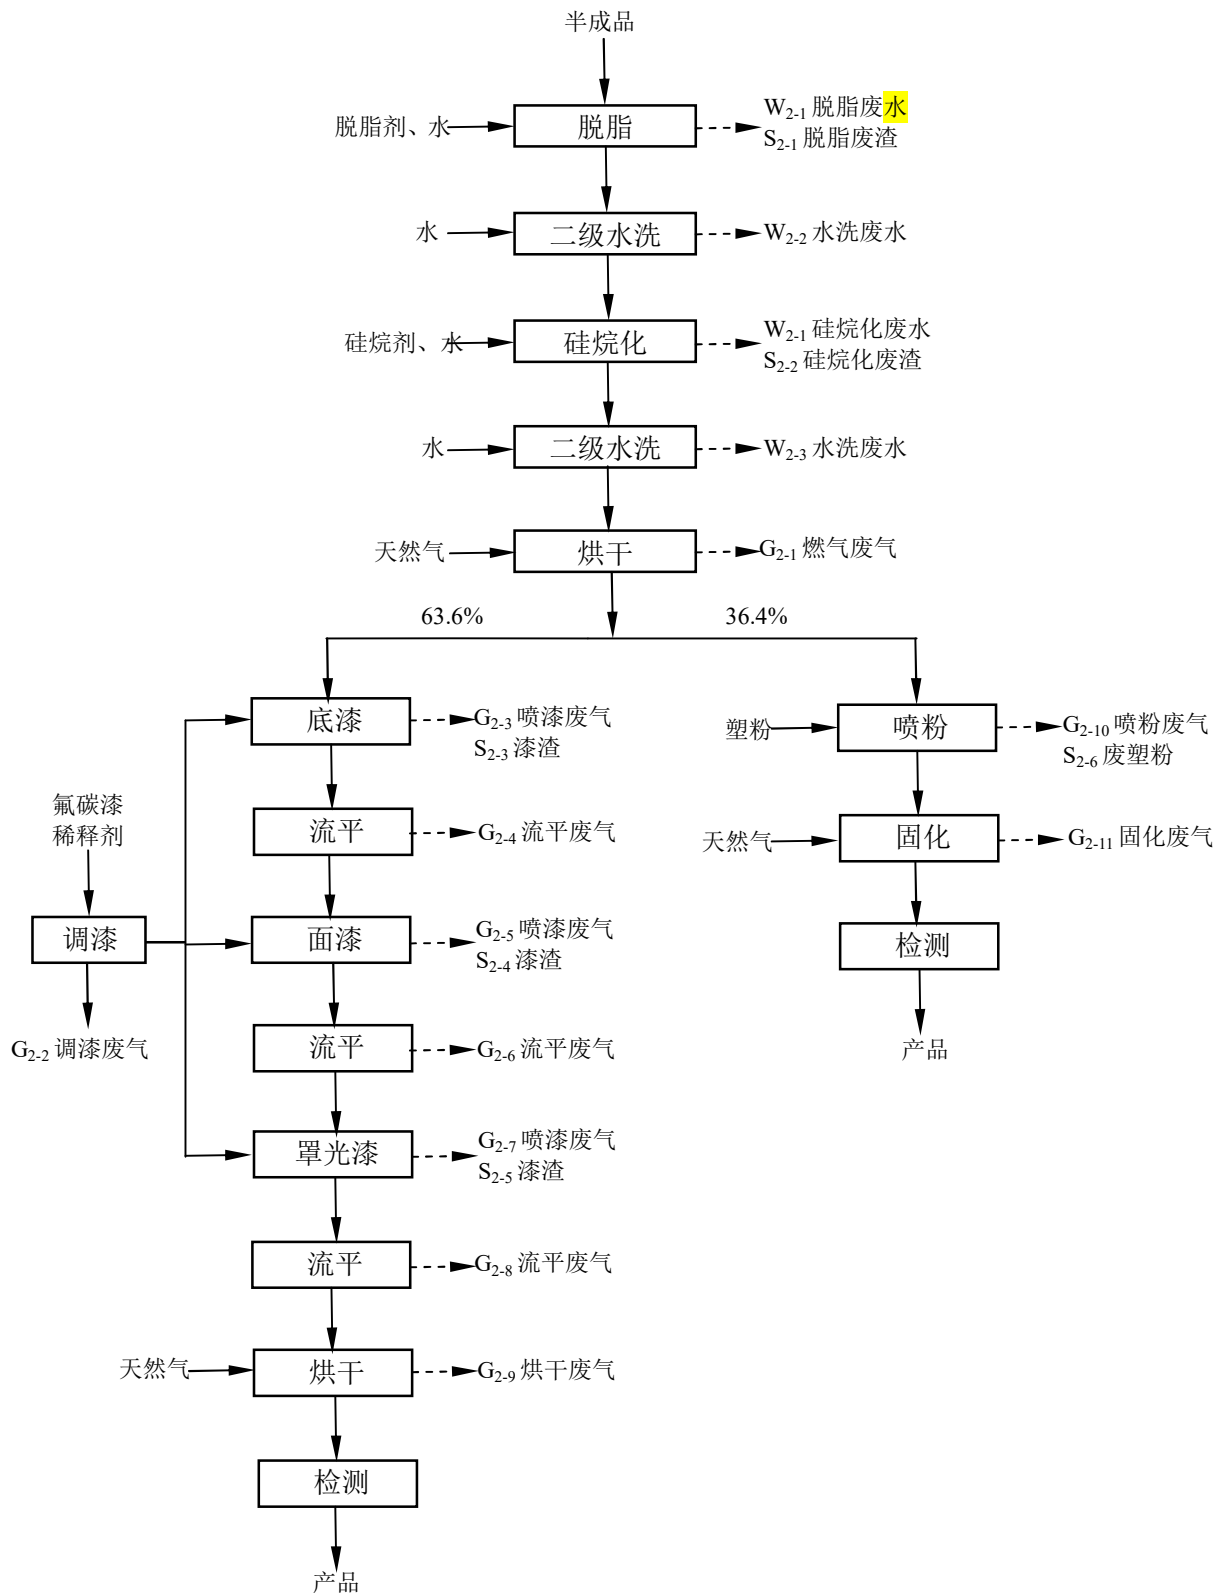 半成品
脱脂剂、水
脱脂
W2-1 脱脂废水
S2-1 脱脂废渣
水
二级水洗
W2-2 水洗废水
硅烷剂、水
硅烷化
W2-1 硅烷化废水
S2-2 硅烷化废渣
水
二级水洗
W2-3 水洗废水
天然气
烘干
G2-1 燃气废气
63.6%
36.4%
底漆
G2-3 喷漆废气
S2-3 漆渣
塑粉
喷粉
G2-10 喷粉废气
S2-6 废塑粉
氟碳漆
稀释剂
流平
G2-4 流平废气
天然气
固化
G2-11 固化废气
调漆
面漆
G2-5 喷漆废气
S2-4 漆渣
检测
G2-2 调漆废气
流平
G2-6 流平废气
产品
罩光漆
G2-7 喷漆废气
S2-5 漆渣
流平
G2-8 流平废气
天然气
烘干
G2-9 烘干废气
检测
产品